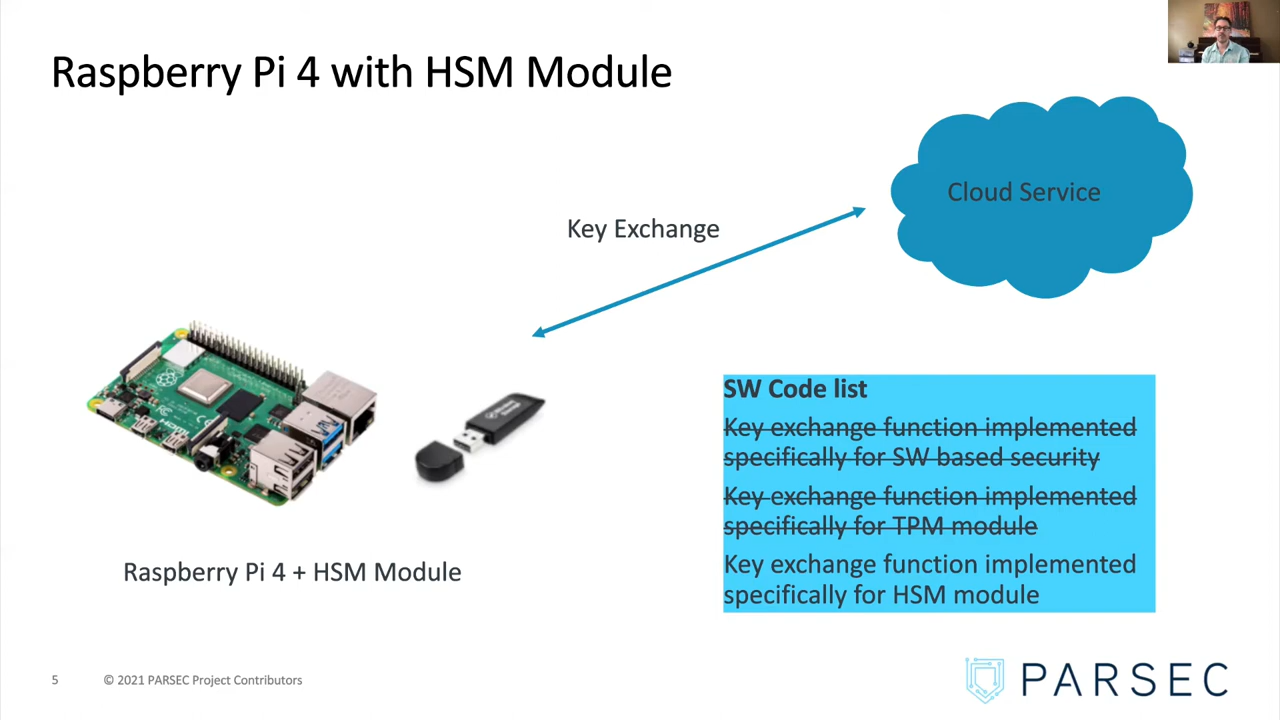 Raspberry Pi 4 with HSM Module
Cloud Service
Key Exchange
SW Code list
Key exchange function implemented
specifically for SW based security
Key exchange function implemented
specifically for TPM module
Key exchange function implemented
specifically for HSM module
Raspberry Pi 4 + HSM Module
5
© 2021 PARSEC Project Contributors
PARSEC